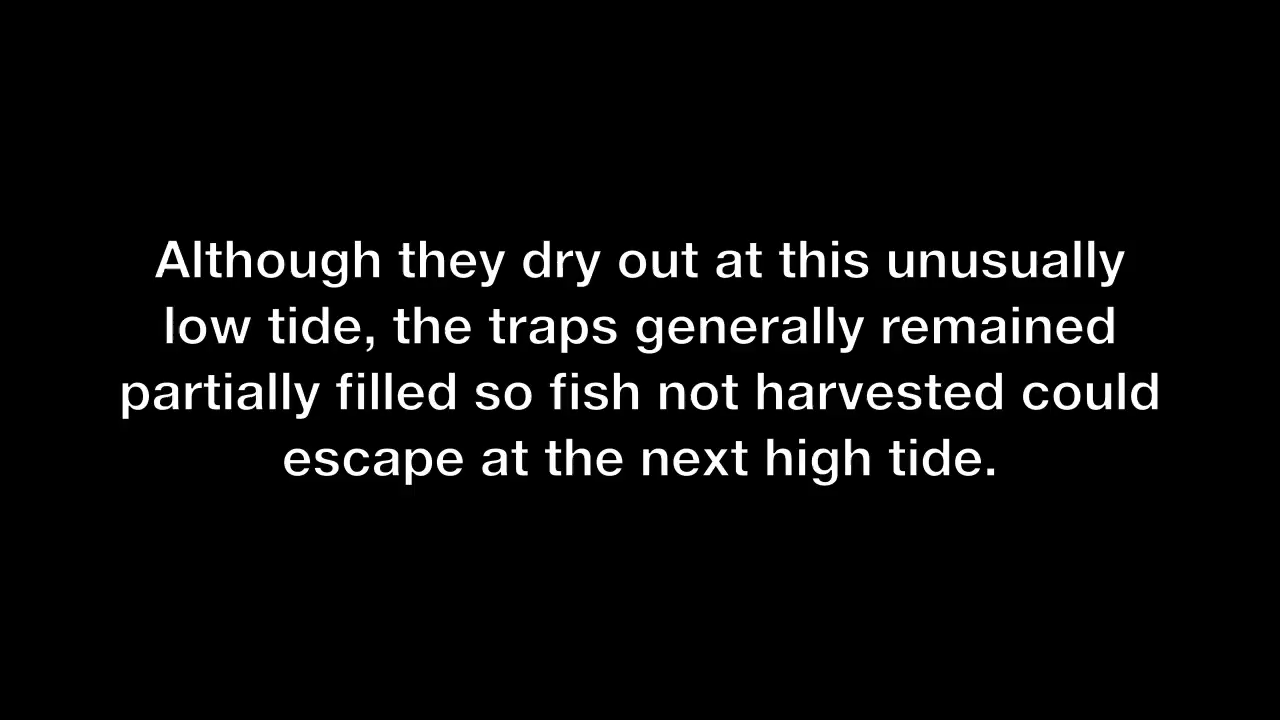 Although they dry out at this unusually
low tide, the traps generally remained
partially filled so fish not harvested could
escape at the next high tide.